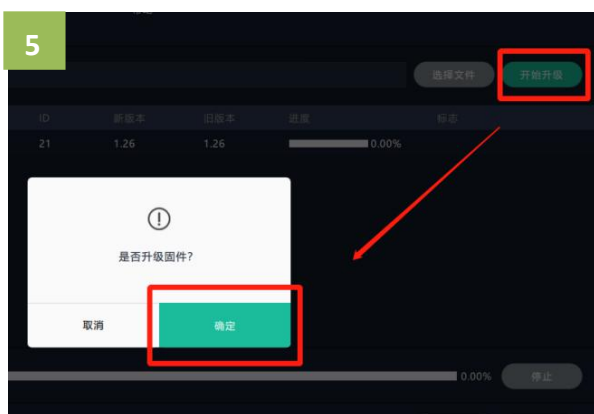 5
选择文件 开始升级
ID 新版本 旧版本 进度 标志
21 1.26 1.26 0.00%
是否升级固件?
取消 确定
0.00% 停止